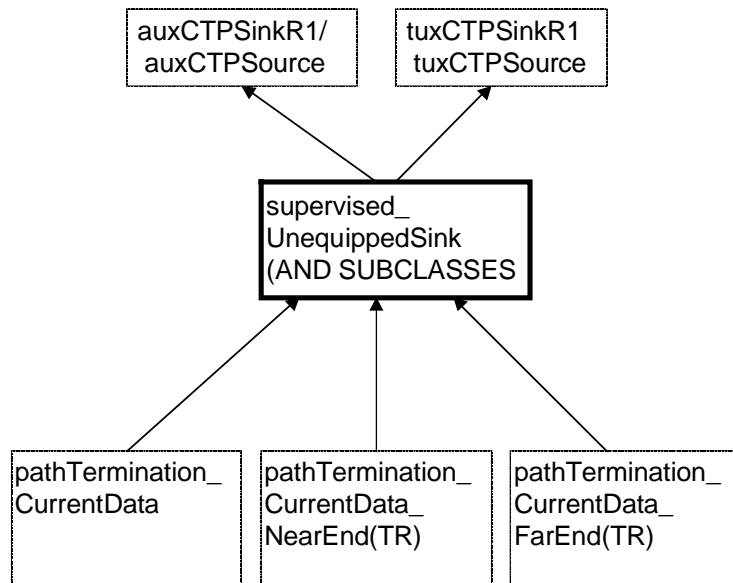 auxCTPSinkR1/
auxCTPSource
tuxCTPSinkR1
tuxCTPSource
supervised_
UnequippedSink
(AND SUBCLASSES
pathTermination_
CurrentData
pathTermination_
CurrentData_
NearEnd(TR)
pathTermination_
CurrentData_
FarEnd(TR)